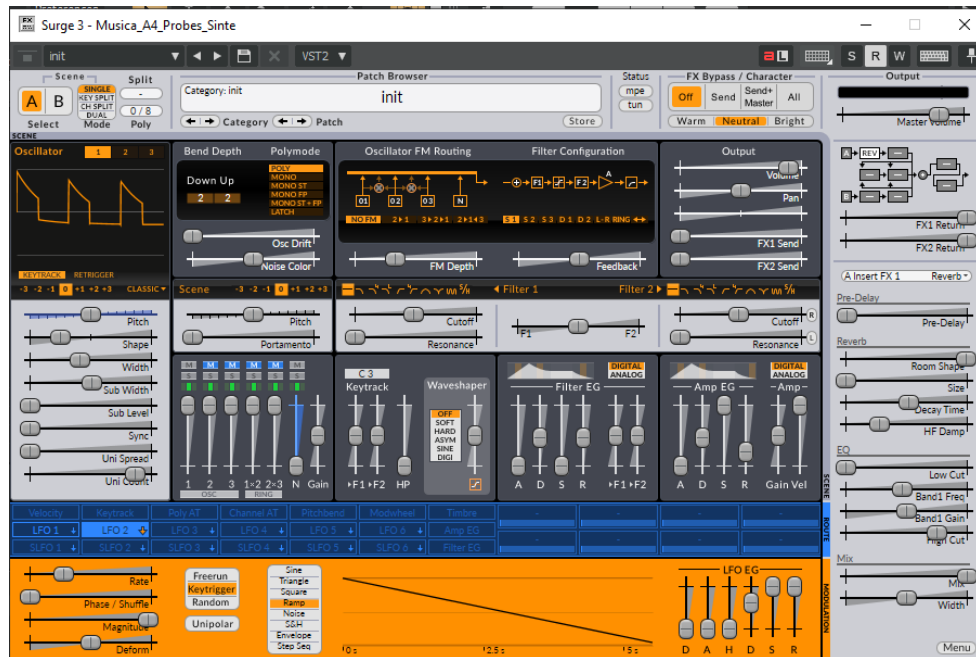 Surge 3 - Musica_A4_Probes_Sinte
init
VST2
S R W
Scene
Split
A B
SINGLE
KEY SPLIT
CH SPLIT
DUAL
-
0 / 8
Select Mode Poly
Patch Browser
Category: init
init
Category Patch
Store
Status
mpe
tun
FX Bypass / Character
Off Send Send+ Master All
Warm Neutral Bright
Output
Master Volume
SCENE
Oscillator 1 2 3
KEYTRACK RETRIGGER
-3 -2 -1 0 +1 +2 +3 CLASSIC
Pitch
Shape
Width
Sub Width
Sub Level
Sync
Uni Spread
Uni Count
Bend Depth Polymode
Down Up
2 2
POLY
MONO
MONO ST
MONO FP
MONO ST+FP
LATCH
Osc Drift
Noise Color
Oscillator FM Routing Filter Configuration
O1 O2 O3 N
F1 F2 A
NO FM 2▸1 3▸2▸1 2▸1◂3
S 1 S 2 S 3 D 1 D 2 L-R RING
FM Depth
Feedback
Output
Volume
Pan
FX1 Send
FX2 Send
Scene -3 -2 -1 0 +1 +2 +3
Filter 1 Filter 2
Pitch
Portamento
Cutoff
Resonance
F1 F2
Cutoff R
Resonance L
M M M M M M
S S S S S S
1 2 3 1×2 2×3 N Gain
OSC RING
C 3
Keytrack
▸F1 ▸F2 HP
Waveshaper
OFF
SOFT
HARD
ASYM
SINE
DIGI
DIGITAL
ANALOG
Filter EG
A D S R ▸F1 ▸F2
DIGITAL
ANALOG
Amp EG
Amp
A D S R Gain Vel
A REV
B
FX1 Return
FX2 Return
A Insert FX 1 Reverb
Pre-Delay
Pre-Delay
Reverb
Room Shape
Size
Decay Time
HF Damp
EQ
Low Cut
Band1 Freq
Band1 Gain
High Cut
Mix
Mix
Width
Menu
SCENE
ROUTE
MODULATION
Velocity Keytrack Poly AT Channel AT Pitchbend Modwheel Timbre
LFO 1 LFO 2 LFO 3 LFO 4 LFO 5 LFO 6 Amp EG
SLFO 1 SLFO 2 SLFO 3 SLFO 4 SLFO 5 SLFO 6 Filter EG
Rate
Phase / Shuffle
Magnitude
Deform
Freerun
Keytrigger
Random
Unipolar
Sine
Triangle
Square
Ramp
Noise
S&H
Envelope
Step Seq
LFO EG
D A H D S R